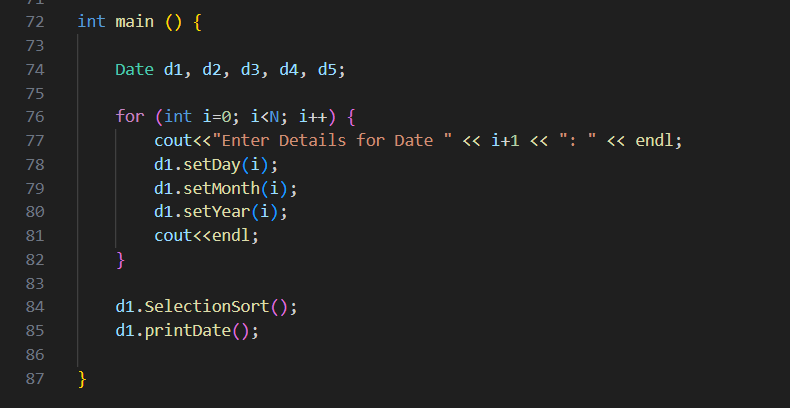 71
72 int main () {
73
74 Date d1, d2, d3, d4, d5;
75
76 for (int i=0; i<N; i++) {
77 cout<<"Enter Details for Date " << i+1 << ": " << endl;
78 d1.setDay(i);
79 d1.setMonth(i);
80 d1.setYear(i);
81 cout<<endl;
82 }
83
84 d1.SelectionSort();
85 d1.printDate();
86
87 }